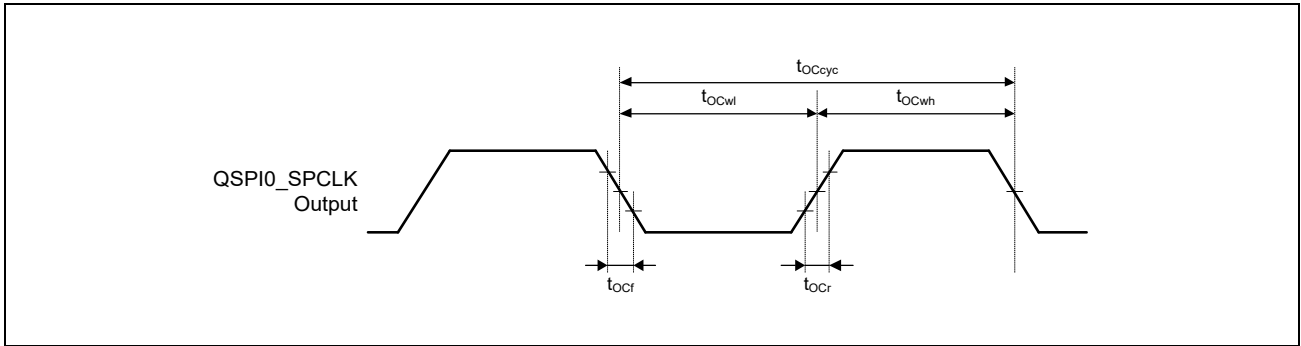 tOCcyc
tOCwl
tOCwh
QSPI0_SPCLK
Output
tOCf
tOCr